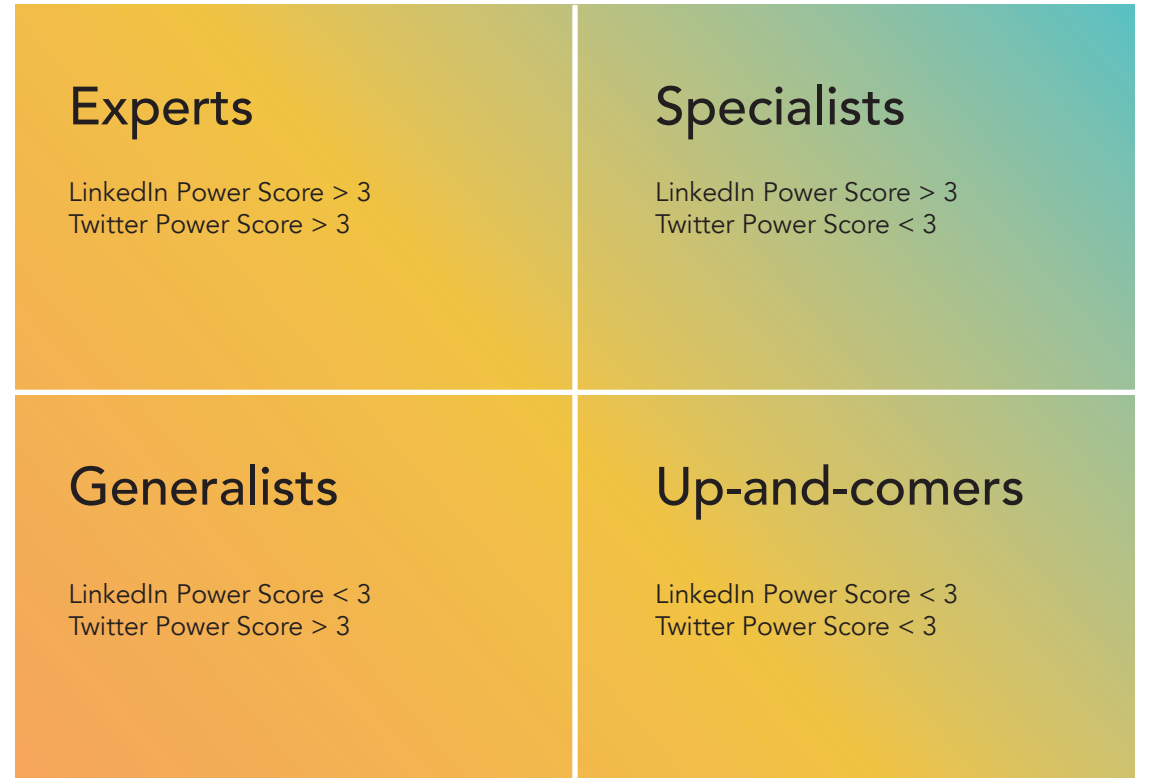 Experts
LinkedIn Power Score > 3
Twitter Power Score > 3
Specialists
LinkedIn Power Score > 3
Twitter Power Score < 3
Generalists
LinkedIn Power Score < 3
Twitter Power Score > 3
Up-and-comers
LinkedIn Power Score < 3
Twitter Power Score < 3